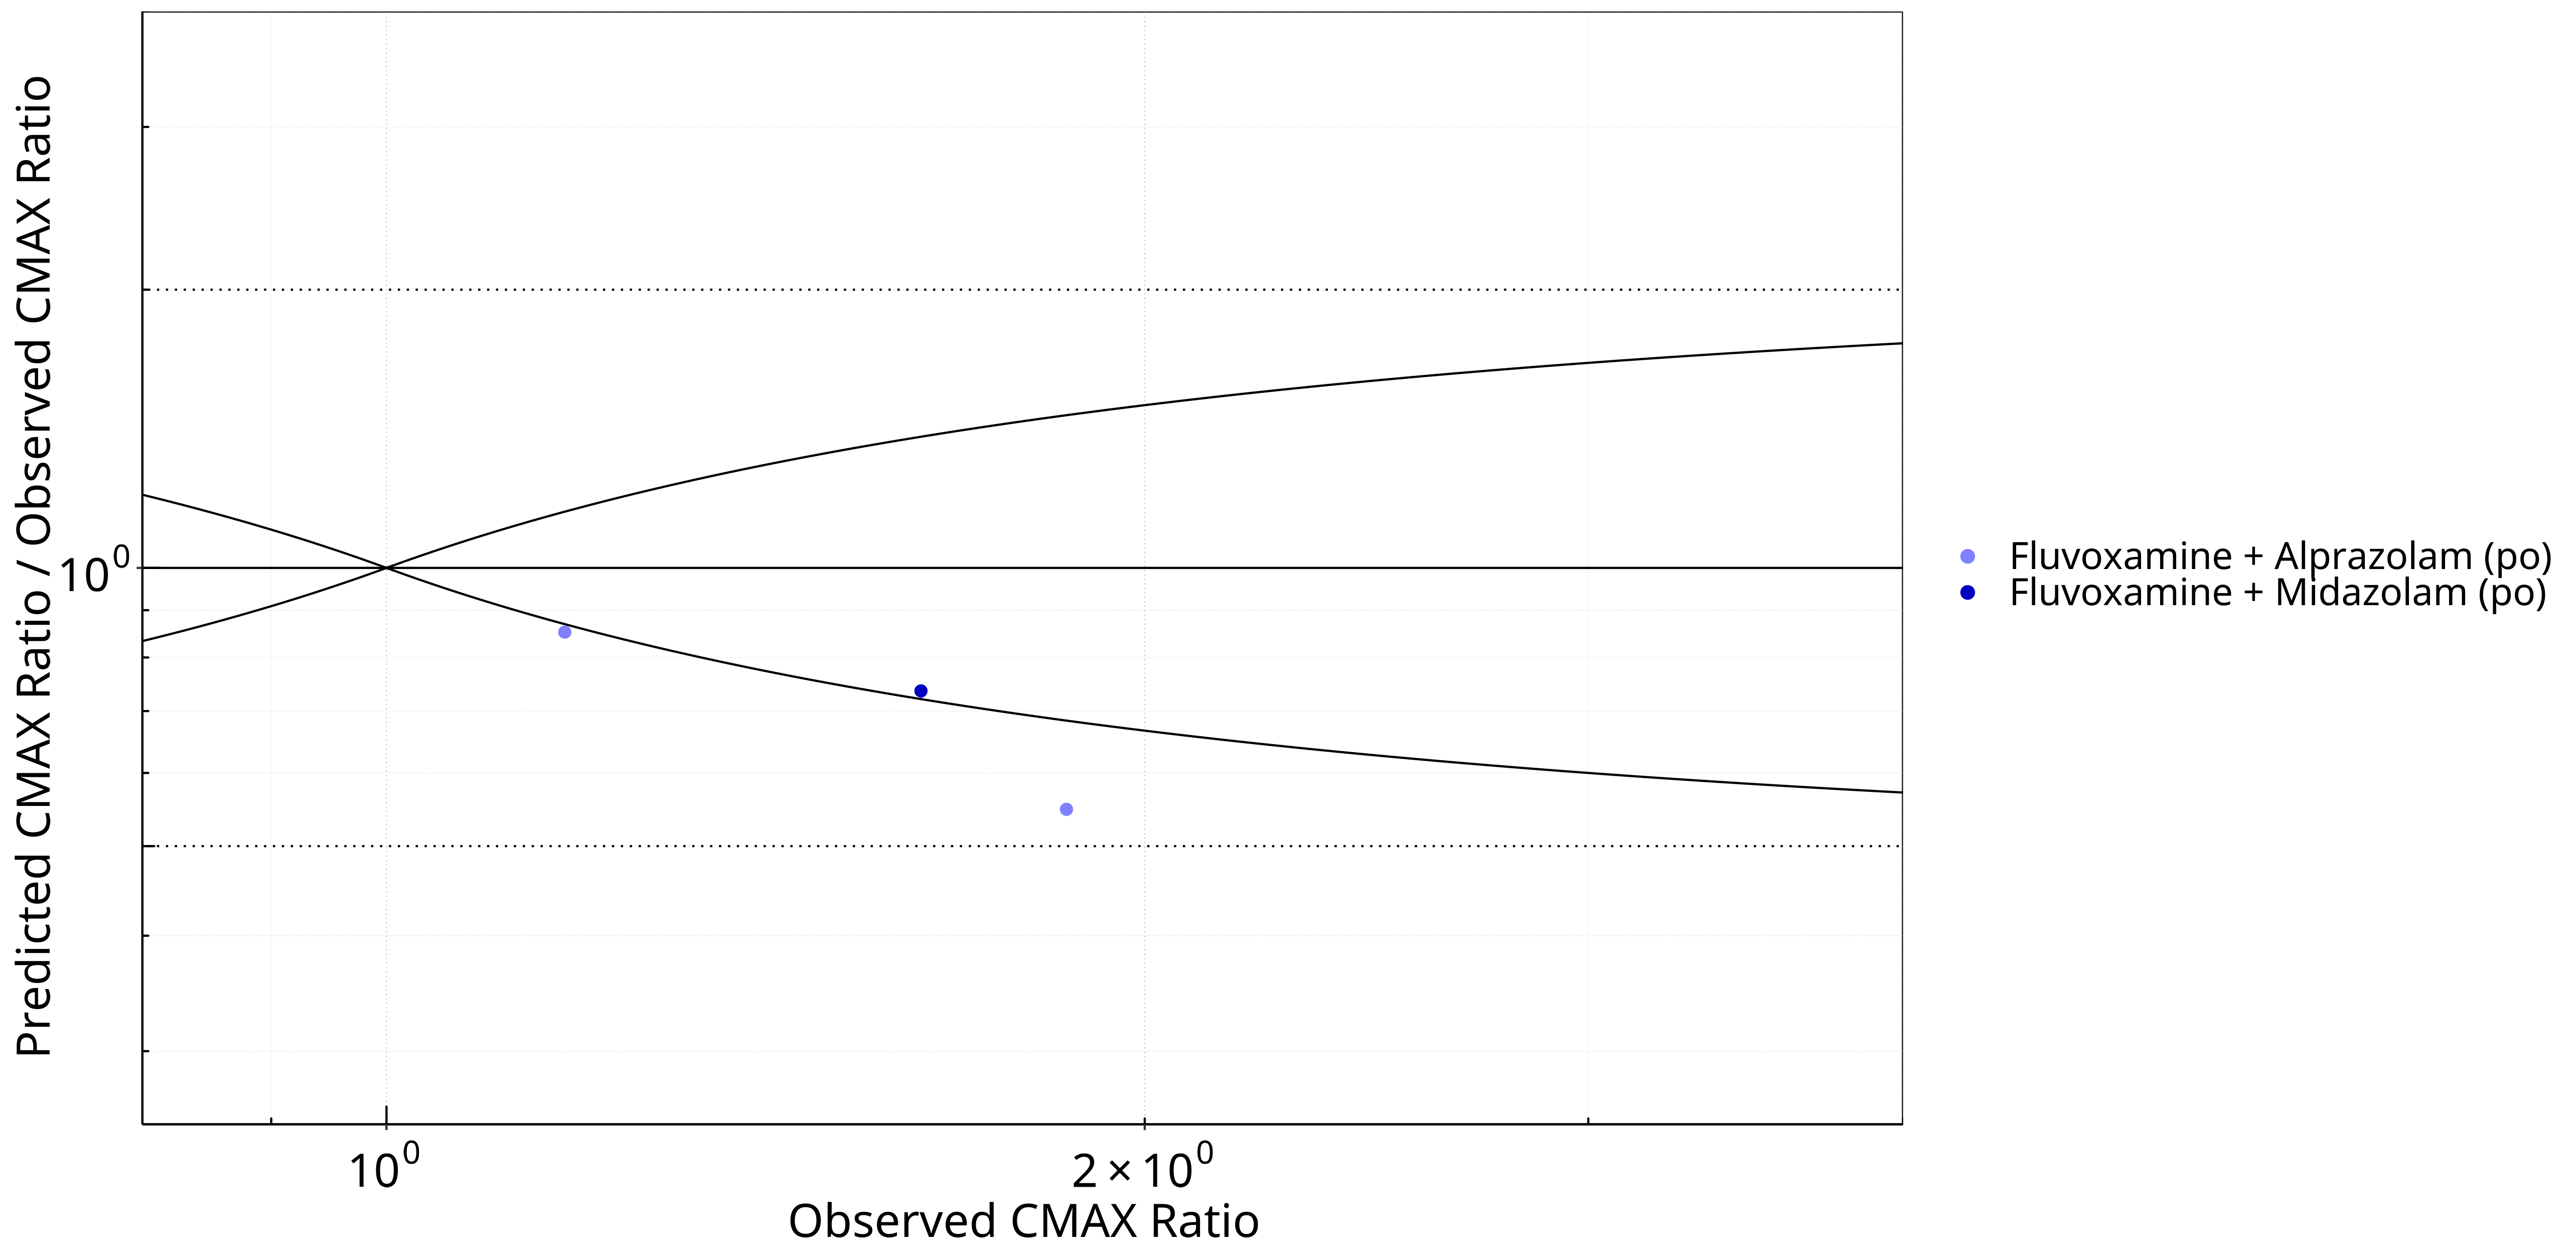 Predicted CMAX Ratio / Observed CMAX Ratio
10⁰
10⁰
2×10⁰
Observed CMAX Ratio
Fluvoxamine + Alprazolam (po)
Fluvoxamine + Midazolam (po)